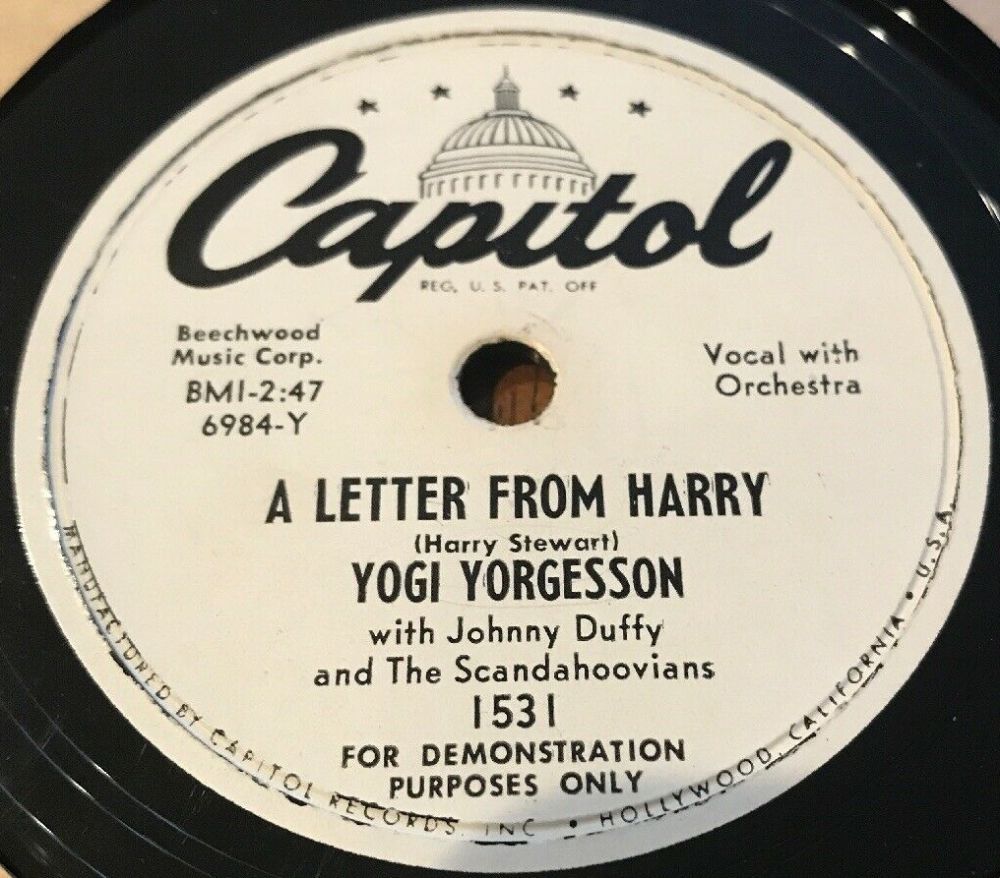 Capitol
REG. U. S. PAT. OFF
Beechwood
Music Corp.
BMI-2:47
6984-Y
Vocal with
Orchestra
A LETTER FROM HARRY
(Harry Stewart)
YOGI YORGESSON
with Johnny Duffy
and The Scandahoovians
1531
FOR DEMONSTRATION
PURPOSES ONLY
MANUFACTURED BY CAPITOL RECORDS, INC • HOLLYWOOD, CALIFORNIA • U.S.A.